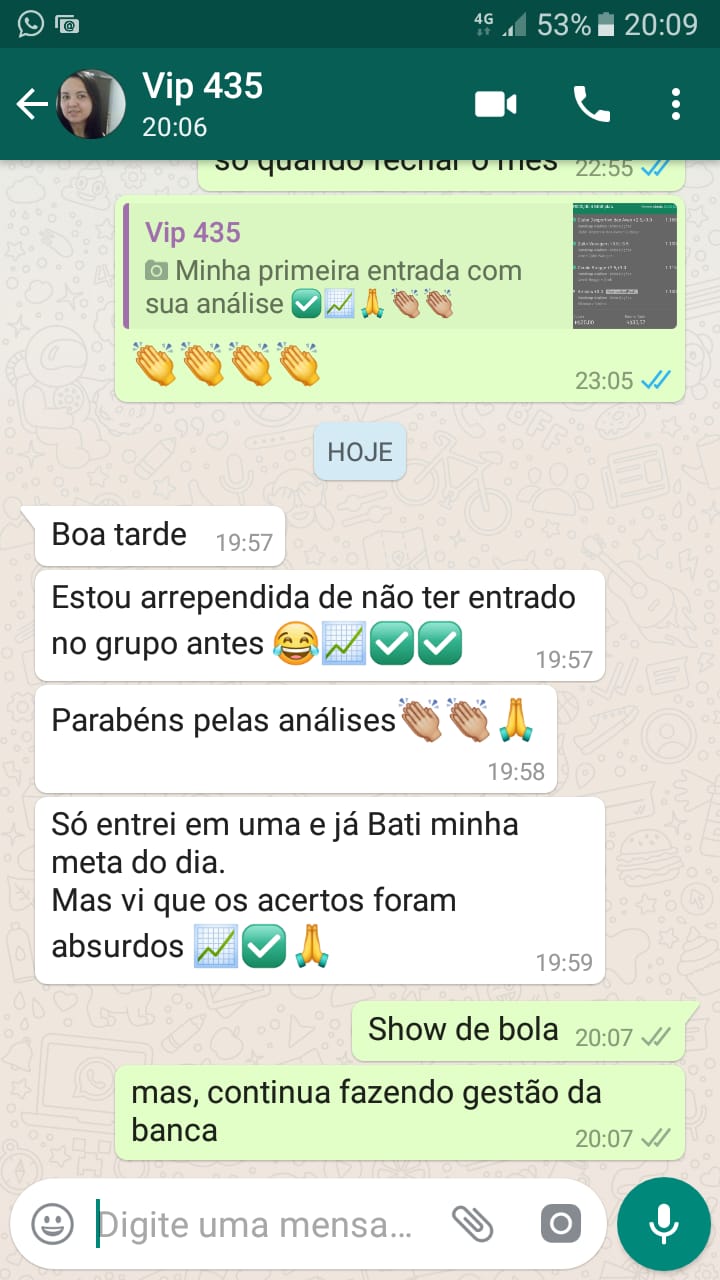 4G 53% 20:09
Vip 435
20:06
so quando fechar o mês 22:55
Vip 435
Minha primeira entrada com
sua análise ✅📈🙏👏🏼👏🏼
👏👏👏👏
23:05
HOJE
Boa tarde 19:57
Estou arrependida de não ter entrado
no grupo antes 😂📈✅✅
19:57
Parabéns pelas análises👏🏼👏🏼🙏
19:58
Só entrei em uma e já Bati minha
meta do dia.
Mas vi que os acertos foram
absurdos 📈✅🙏
19:59
Show de bola 20:07
mas, continua fazendo gestão da
banca 20:07
Digite uma mensa...